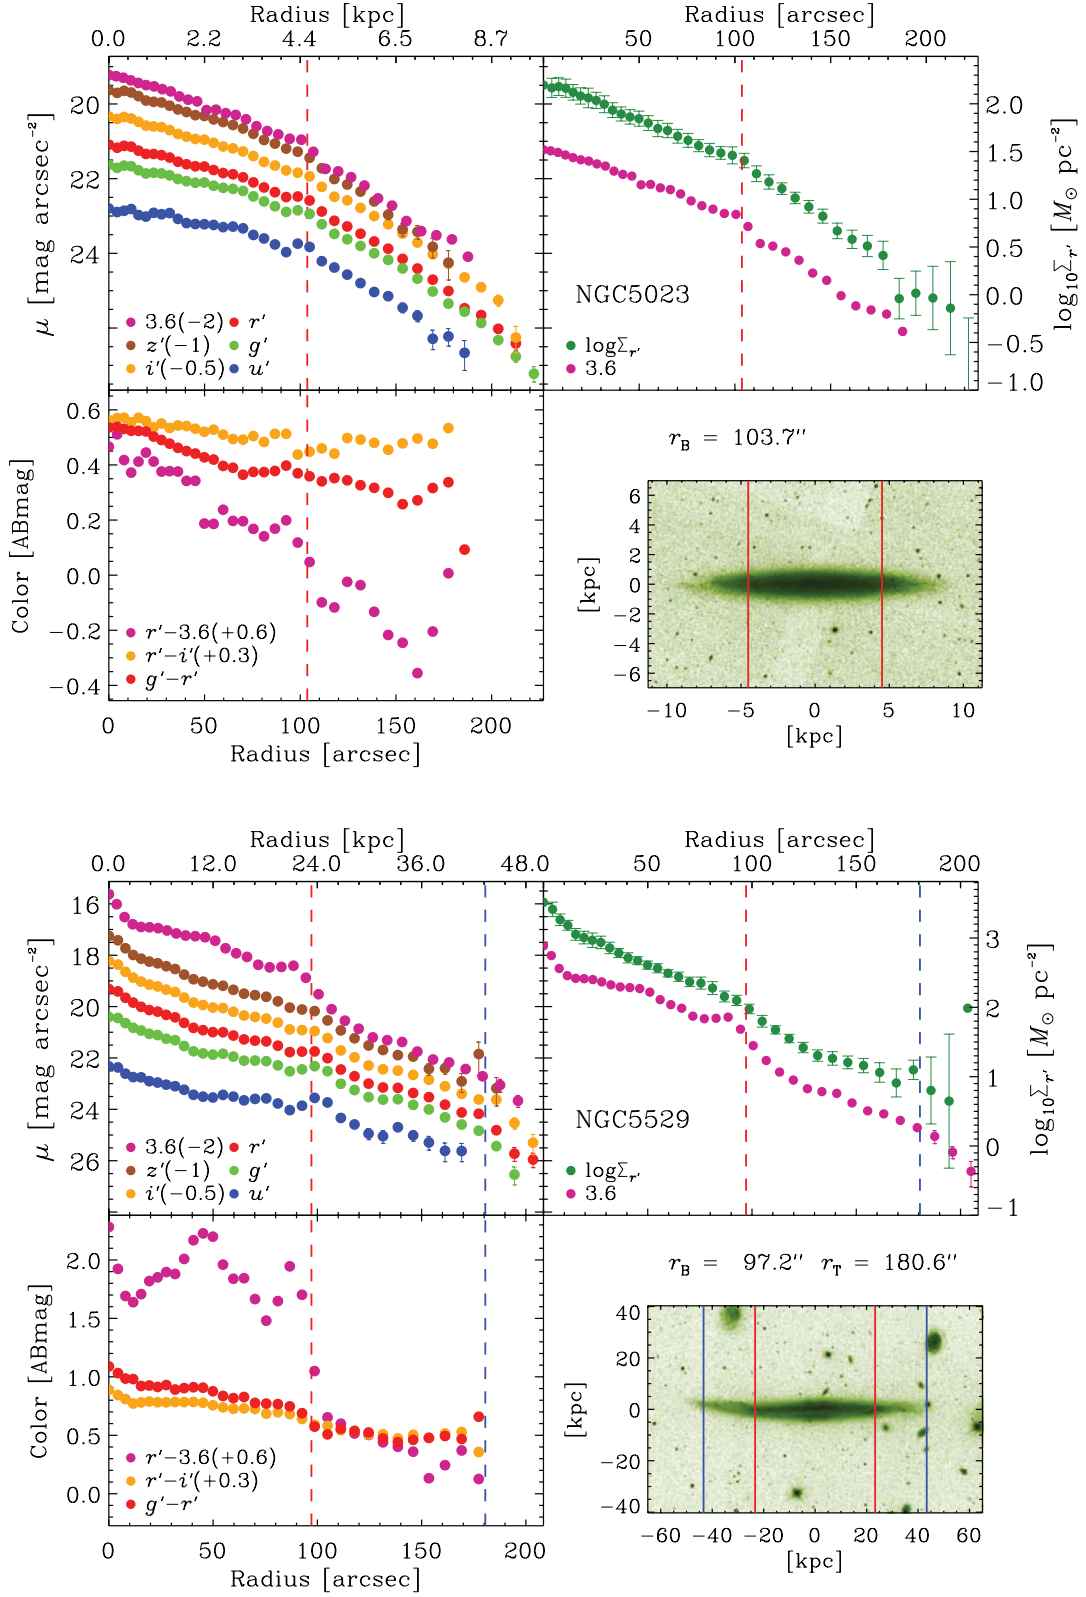 Radius [kpc]
Radius [arcsec]
0.0 2.2 4.4 6.5 8.7
50 100 150 200
20
22
24
μ [mag arcsec⁻²]
3.6(−2) r′
z′(−1) g′
i′(−0.5) u′
NGC5023
logΣr′
3.6
2.0
1.5
1.0
0.5
0.0
−0.5
−1.0
log₁₀Σr′ [M⊙ pc⁻²]
0.6
0.4
0.2
0.0
−0.2
−0.4
Color [ABmag]
r′−3.6(+0.6)
r′−i′(+0.3)
g′−r′
0 50 100 150 200
Radius [arcsec]
rB = 103.7″
6
4
2
0
−2
−4
−6
[kpc]
−10 −5 0 5 10
[kpc]
Radius [kpc]
Radius [arcsec]
0.0 12.0 24.0 36.0 48.0
50 100 150 200
16
18
20
22
24
26
μ [mag arcsec⁻²]
3.6(−2) r′
z′(−1) g′
i′(−0.5) u′
NGC5529
logΣr′
3.6
3
2
1
0
−1
log₁₀Σr′ [M⊙ pc⁻²]
2.0
1.5
1.0
0.5
0.0
Color [ABmag]
r′−3.6(+0.6)
r′−i′(+0.3)
g′−r′
0 50 100 150 200
Radius [arcsec]
rB = 97.2″ rT = 180.6″
40
20
0
−20
−40
[kpc]
−60 −40 −20 0 20 40 60
[kpc]